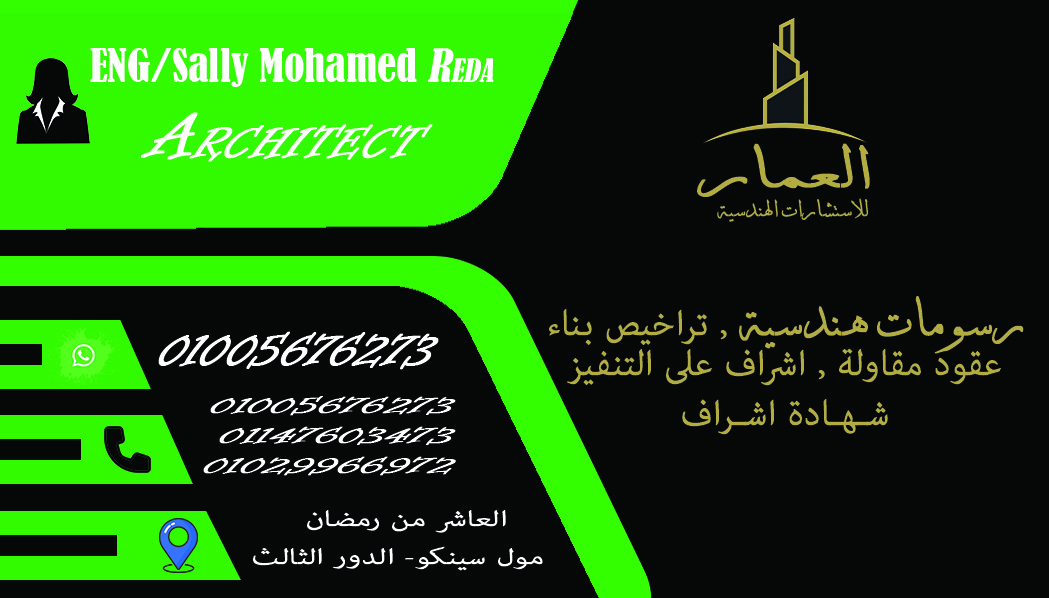 ENG/Sally Mohamed REDA
ARCHITECT
العمار
للاستشارات الهندسية
رسومات هندسية , تراخيص بناء
عقود مقاولة , اشراف على التنفيز
شهادة اشراف
01005676273
01005676273
01147603473
01029966972
العاشر من رمضان
مول سينكو- الدور الثالث